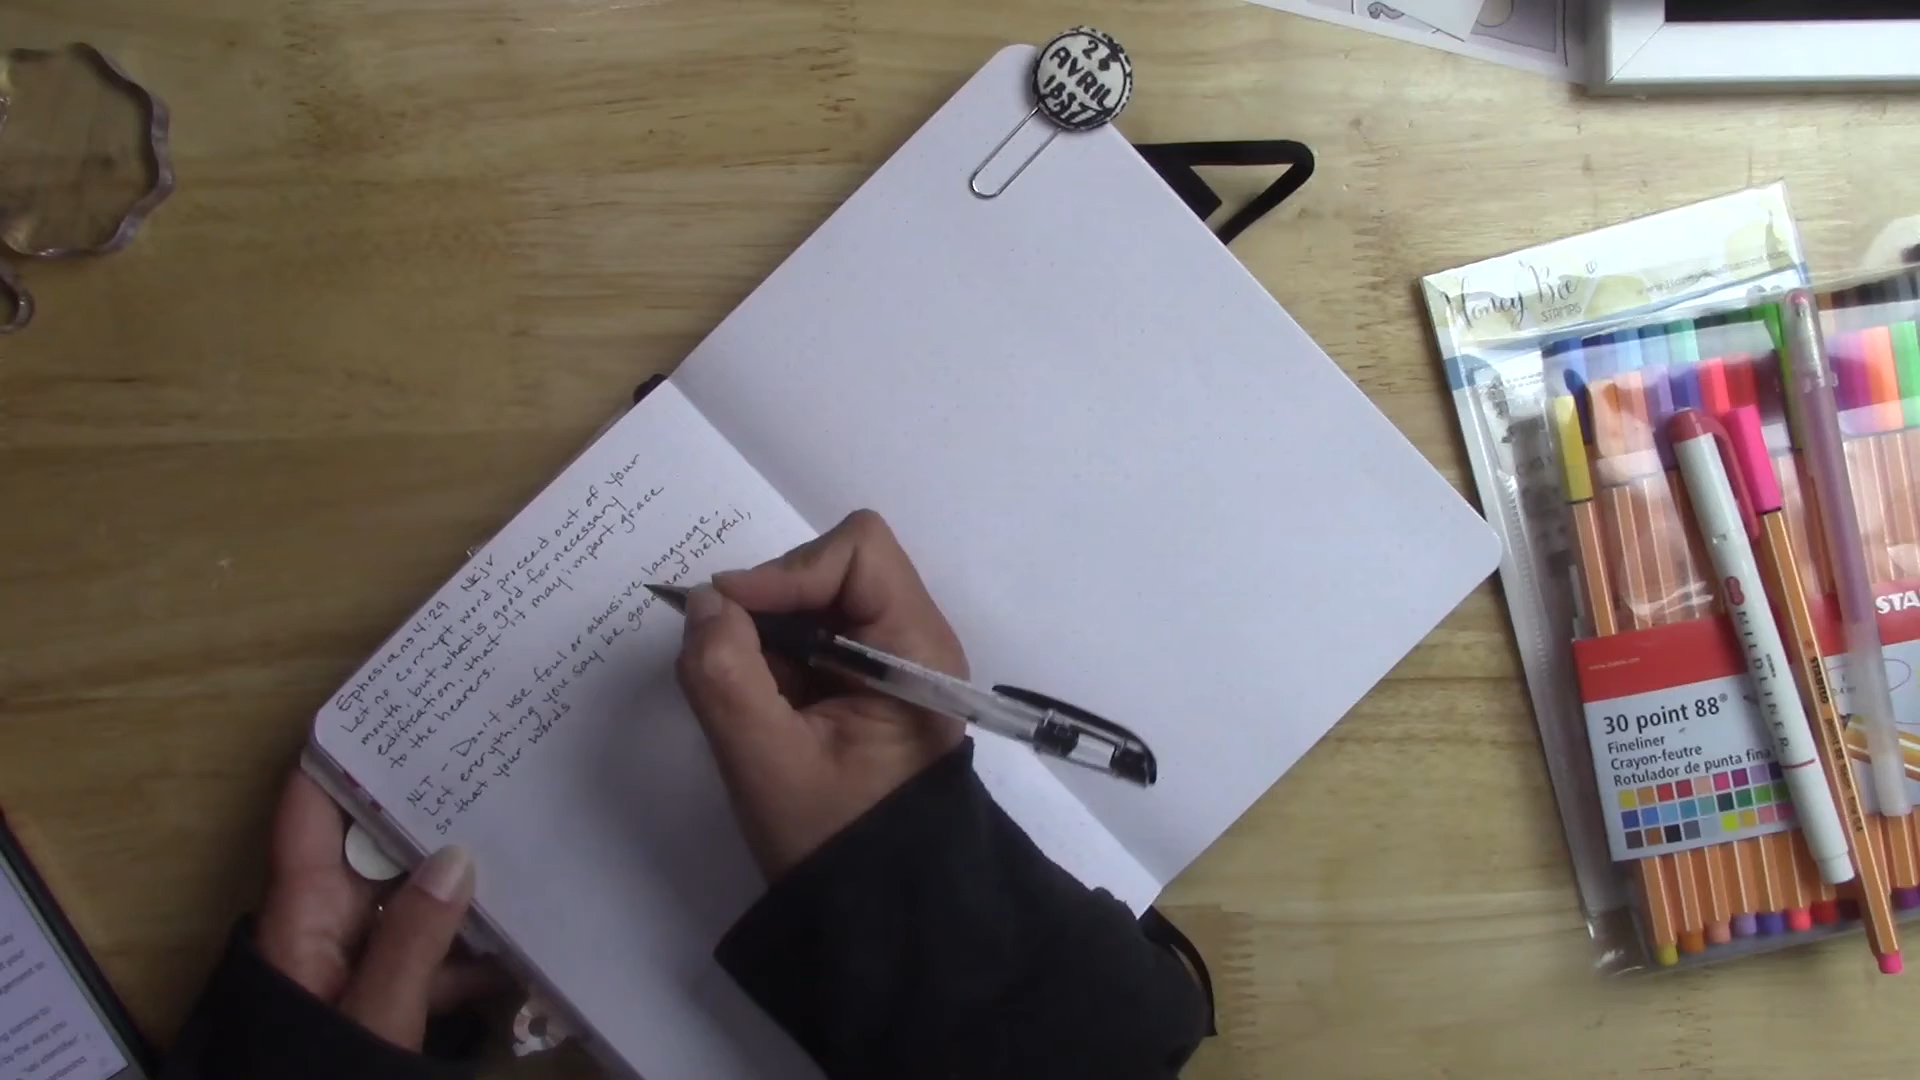 Ephesians 4:29 NKJV
Let no corrupt word proceed out of your
mouth, but what is good for necessary
edification, that it may impart grace
to the hearers.
NLT - Don't use foul or abusive language.
Let everything you say be good and helpful,
so that your words
23
AVRIL
1857
Honey Bee
STAMPS
STA
30 point 88®
Fineliner
Crayon-feutre
Rotulador de punta fina
MILDLINER
STABILO